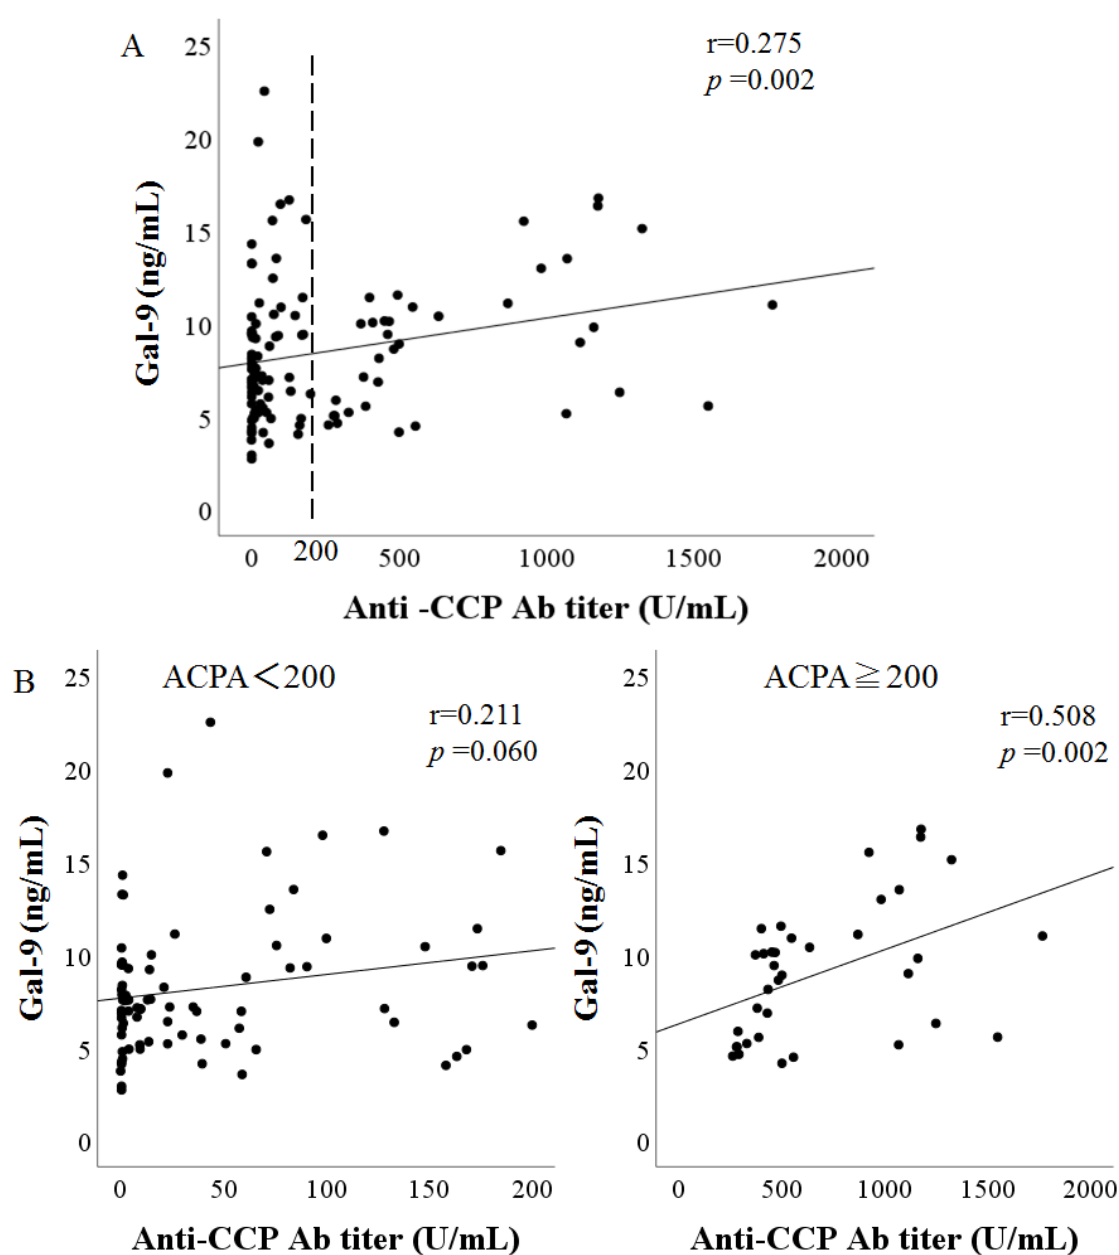 A
r=0.275
p =0.002
25
20
15
10
5
0
Gal-9 (ng/mL)
0 200 500 1000 1500 2000
Anti -CCP Ab titer (U/mL)
B
ACPA＜200
r=0.211
p =0.060
25
20
15
10
5
0
Gal-9 (ng/mL)
0 50 100 150 200
Anti-CCP Ab titer (U/mL)
ACPA≧200
r=0.508
p =0.002
25
20
15
10
5
0
Gal-9 (ng/mL)
0 500 1000 1500 2000
Anti-CCP Ab titer (U/mL)